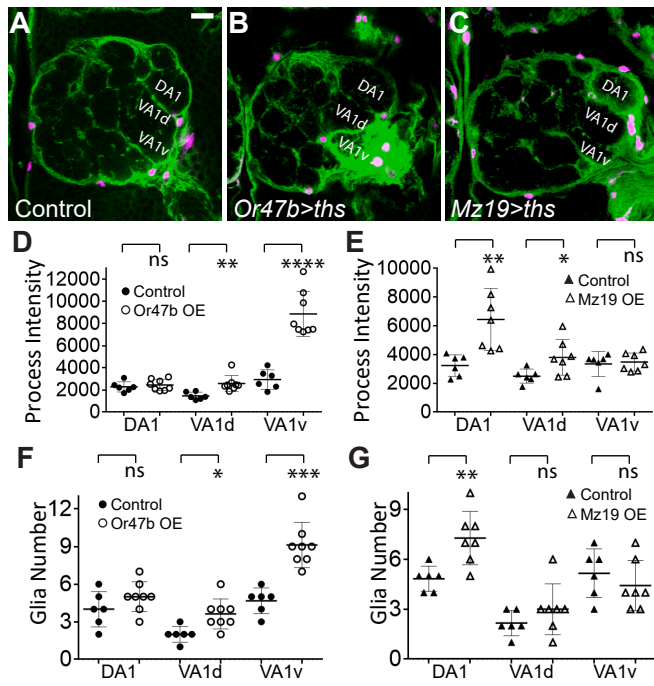 A
DA1
VA1d
VA1v
Control
B
DA1
VA1d
VA1v
Or47b>ths
C
DA1
VA1d
VA1v
Mz19>ths
D
Process Intensity
12000
10000
8000
6000
4000
2000
0
ns
**
****
Control
Or47b OE
DA1 VA1d VA1v
E
Process Intensity
10000
8000
6000
4000
2000
0
**
*
ns
Control
Mz19 OE
DA1 VA1d VA1v
F
Glia Number
12
9
6
3
0
ns
*
***
Control
Or47b OE
DA1 VA1d VA1v
G
Glia Number
9
6
3
0
**
ns
ns
Control
Mz19 OE
DA1 VA1d VA1v